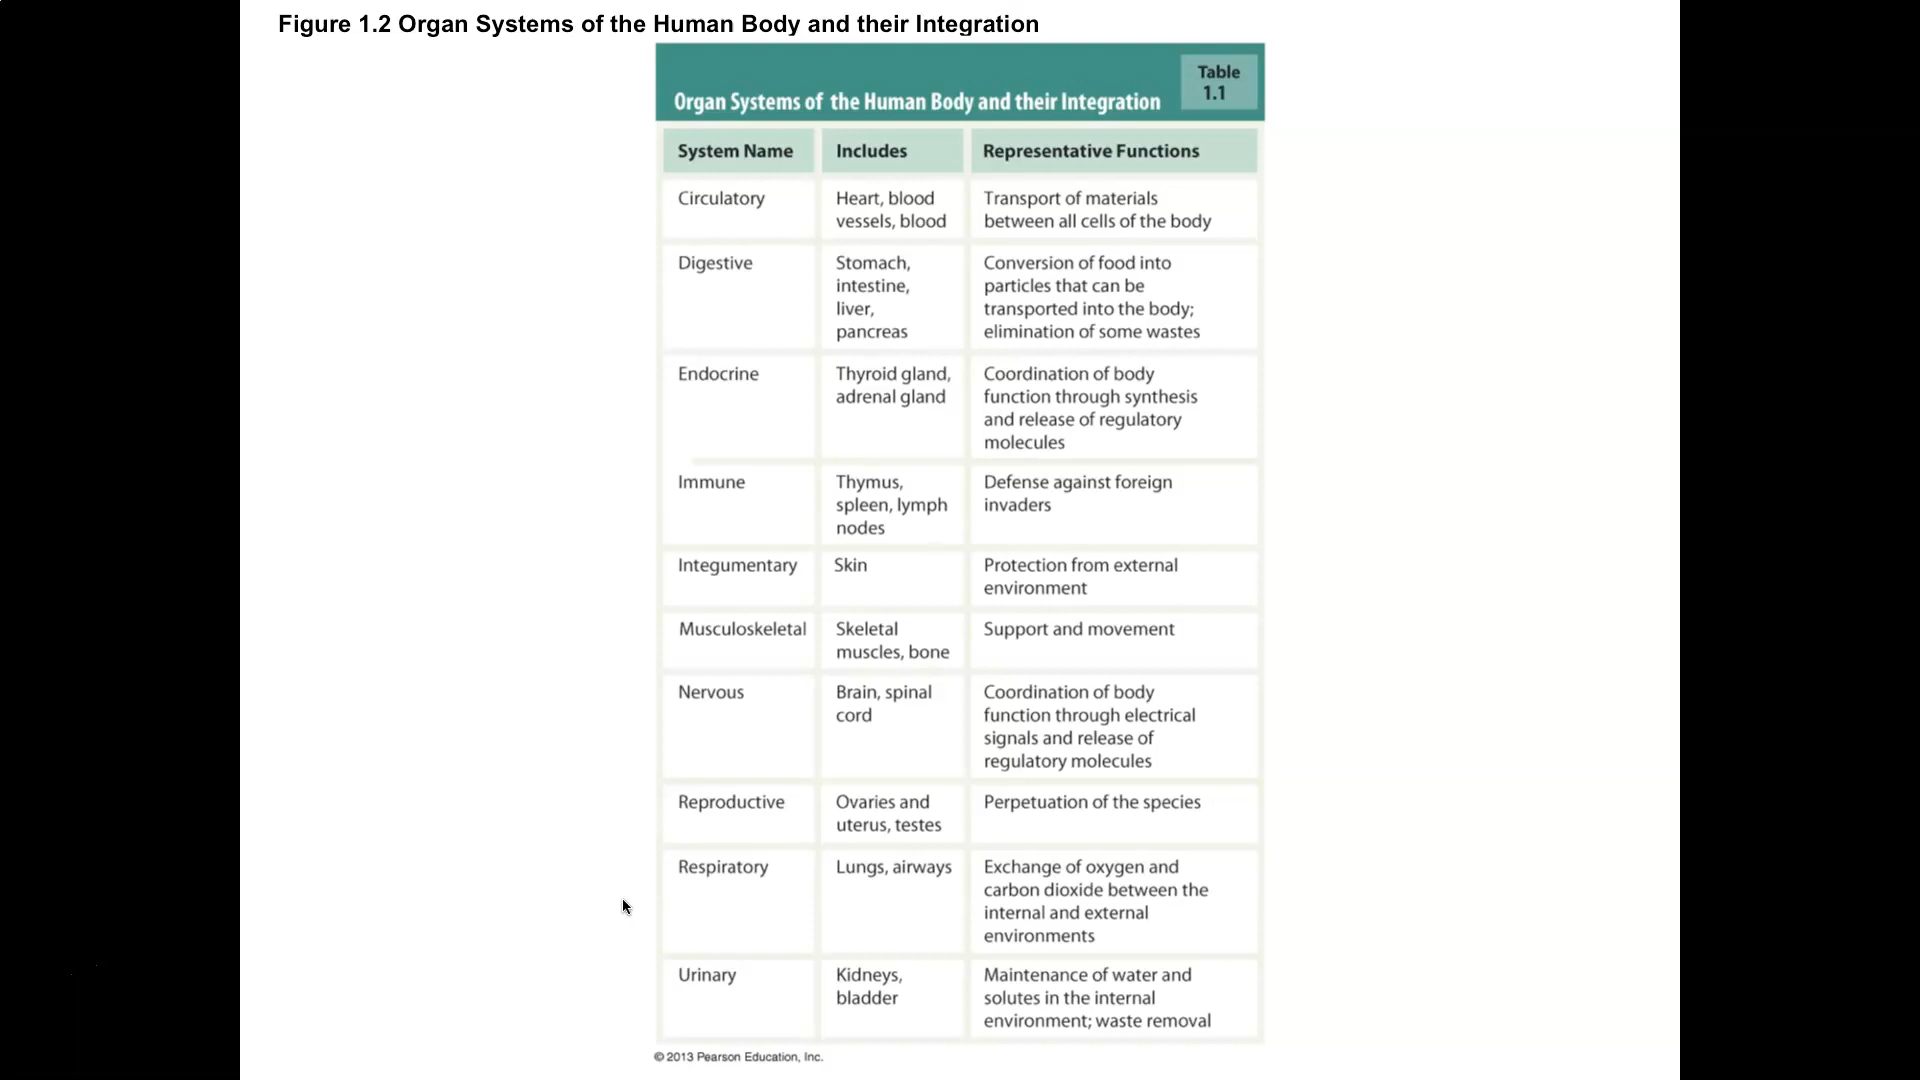 Figure 1.2 Organ Systems of the Human Body and their Integration
Table
1.1
Organ Systems of the Human Body and their Integration
System Name
Includes
Representative Functions
Circulatory
Heart, blood
vessels, blood
Transport of materials
between all cells of the body
Digestive
Stomach,
intestine,
liver,
pancreas
Conversion of food into
particles that can be
transported into the body;
elimination of some wastes
Endocrine
Thyroid gland,
adrenal gland
Coordination of body
function through synthesis
and release of regulatory
molecules
Immune
Thymus,
spleen, lymph
nodes
Defense against foreign
invaders
Integumentary
Skin
Protection from external
environment
Musculoskeletal
Skeletal
muscles, bone
Support and movement
Nervous
Brain, spinal
cord
Coordination of body
function through electrical
signals and release of
regulatory molecules
Reproductive
Ovaries and
uterus, testes
Perpetuation of the species
Respiratory
Lungs, airways
Exchange of oxygen and
carbon dioxide between the
internal and external
environments
Urinary
Kidneys,
bladder
Maintenance of water and
solutes in the internal
environment; waste removal
© 2013 Pearson Education, Inc.